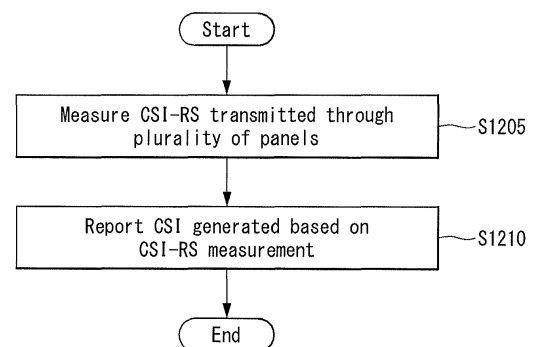 Start
Measure CSI-RS transmitted through
plurality of panels
S1205
Report CSI generated based on
CSI-RS measurement
S1210
End